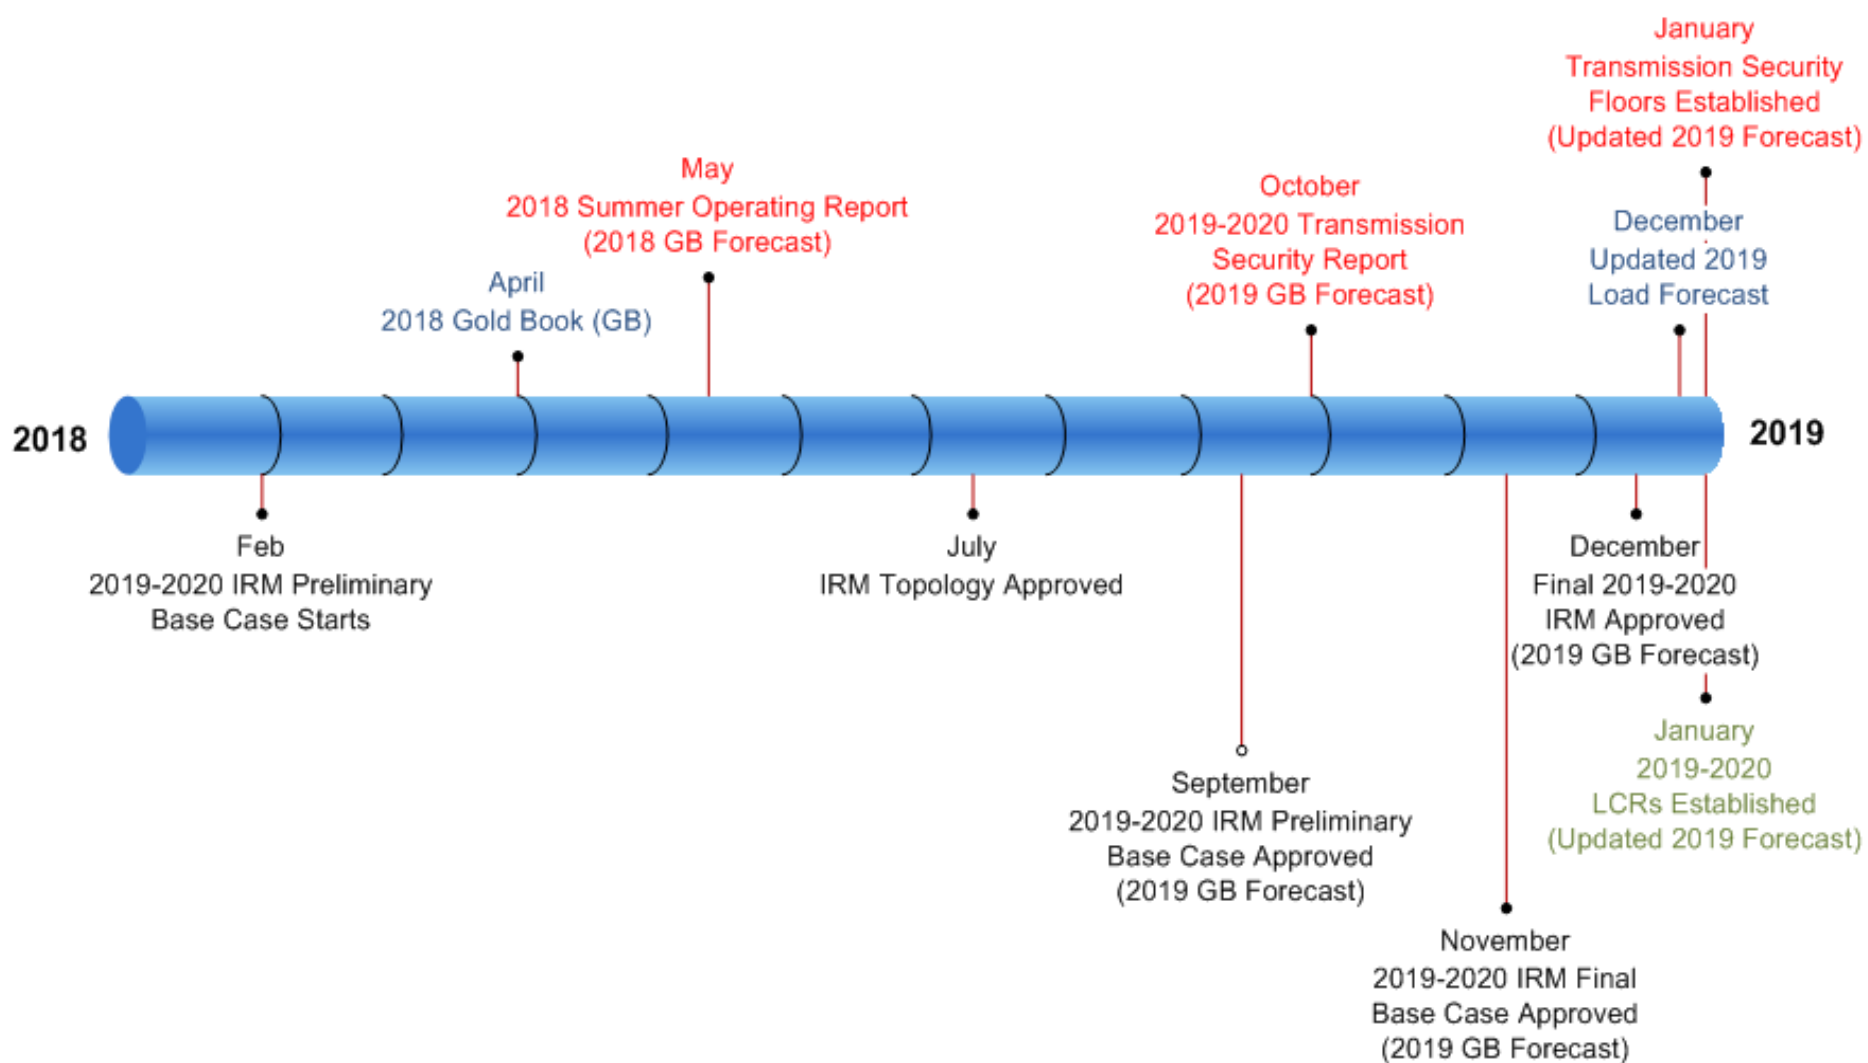 January
Transmission Security
Floors Established
(Updated 2019 Forecast)
May
2018 Summer Operating Report
(2018 GB Forecast)
October
2019-2020 Transmission
Security Report
(2019 GB Forecast)
December
Updated 2019
Load Forecast
April
2018 Gold Book (GB)
2018
2019
Feb
2019-2020 IRM Preliminary
Base Case Starts
July
IRM Topology Approved
December
Final 2019-2020
IRM Approved
(2019 GB Forecast)
January
2019-2020
LCRs Established
(Updated 2019 Forecast)
September
2019-2020 IRM Preliminary
Base Case Approved
(2019 GB Forecast)
November
2019-2020 IRM Final
Base Case Approved
(2019 GB Forecast)